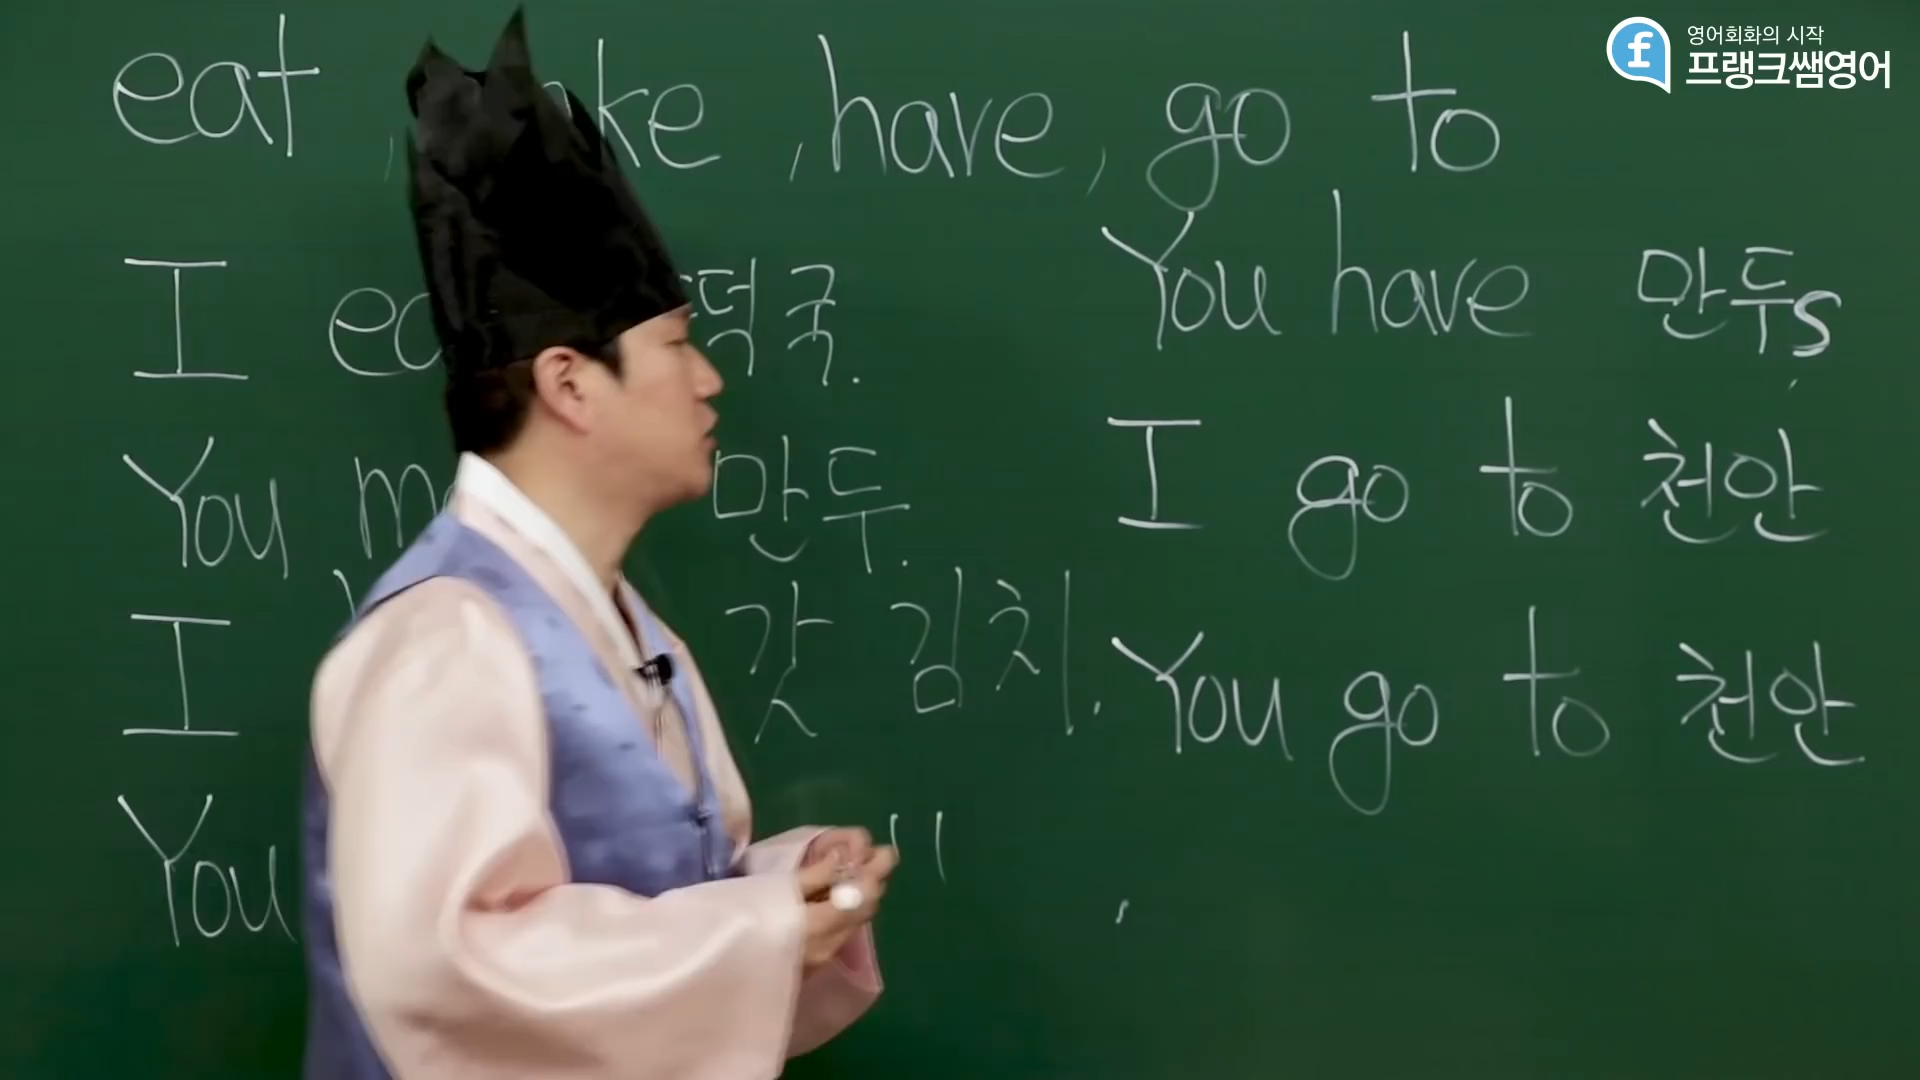 영어회화의 시작
프랭크쌤영어
eat, ke, have, go to
I ea 떡국.
You m 만두.
I 갓 김치.
You
You have 만두s
I go to 천안
You go to 천안